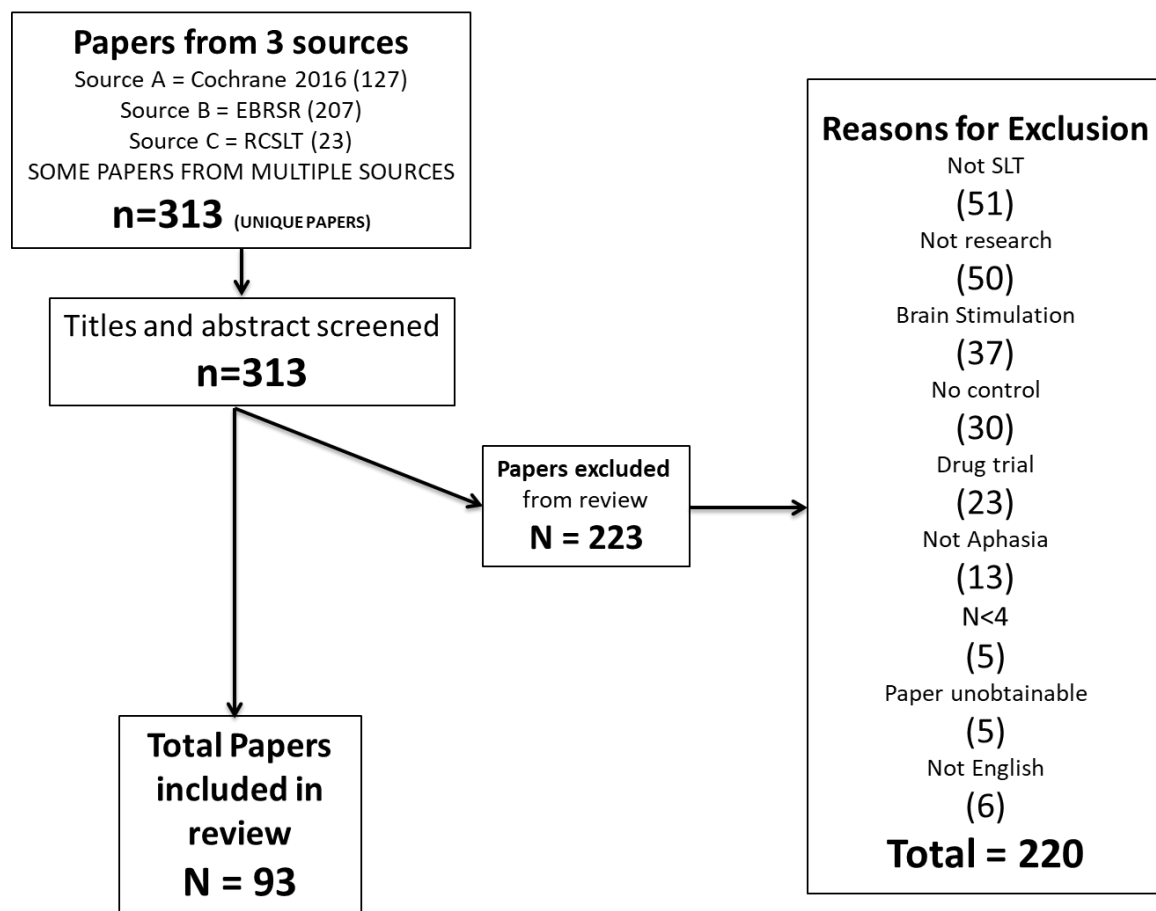 Papers from 3 sources
Source A = Cochrane 2016 (127)
Source B = EBRSR (207)
Source C = RCSLT (23)
SOME PAPERS FROM MULTIPLE SOURCES
n=313 (UNIQUE PAPERS)
Titles and abstract screened
n=313
Papers excluded
from review
N = 223
Reasons for Exclusion
Not SLT
(51)
Not research
(50)
Brain Stimulation
(37)
No control
(30)
Drug trial
(23)
Not Aphasia
(13)
N<4
(5)
Paper unobtainable
(5)
Not English
(6)
Total = 220
Total Papers
included in
review
N = 93